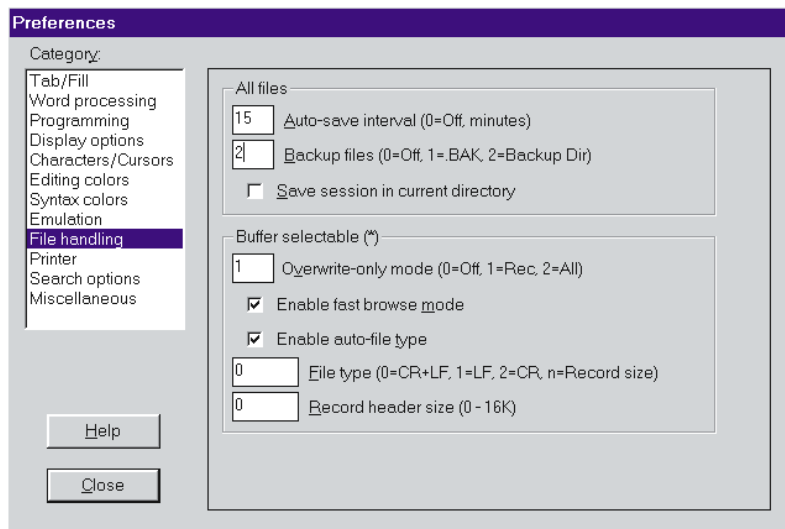 Preferences
Category:
Tab/Fill
Word processing
Programming
Display options
Characters/Cursors
Editing colors
Syntax colors
Emulation
File handling
Printer
Search options
Miscellaneous
Help
Close
All files
15 Auto-save interval (0=Off, minutes)
2 Backup files (0=Off, 1=.BAK, 2=Backup Dir)
Save session in current directory
Buffer selectable (*)
1 Overwrite-only mode (0=Off, 1=Rec, 2=All)
Enable fast browse mode
Enable auto-file type
0 File type (0=CR+LF, 1=LF, 2=CR, n=Record size)
0 Record header size (0 - 16K)